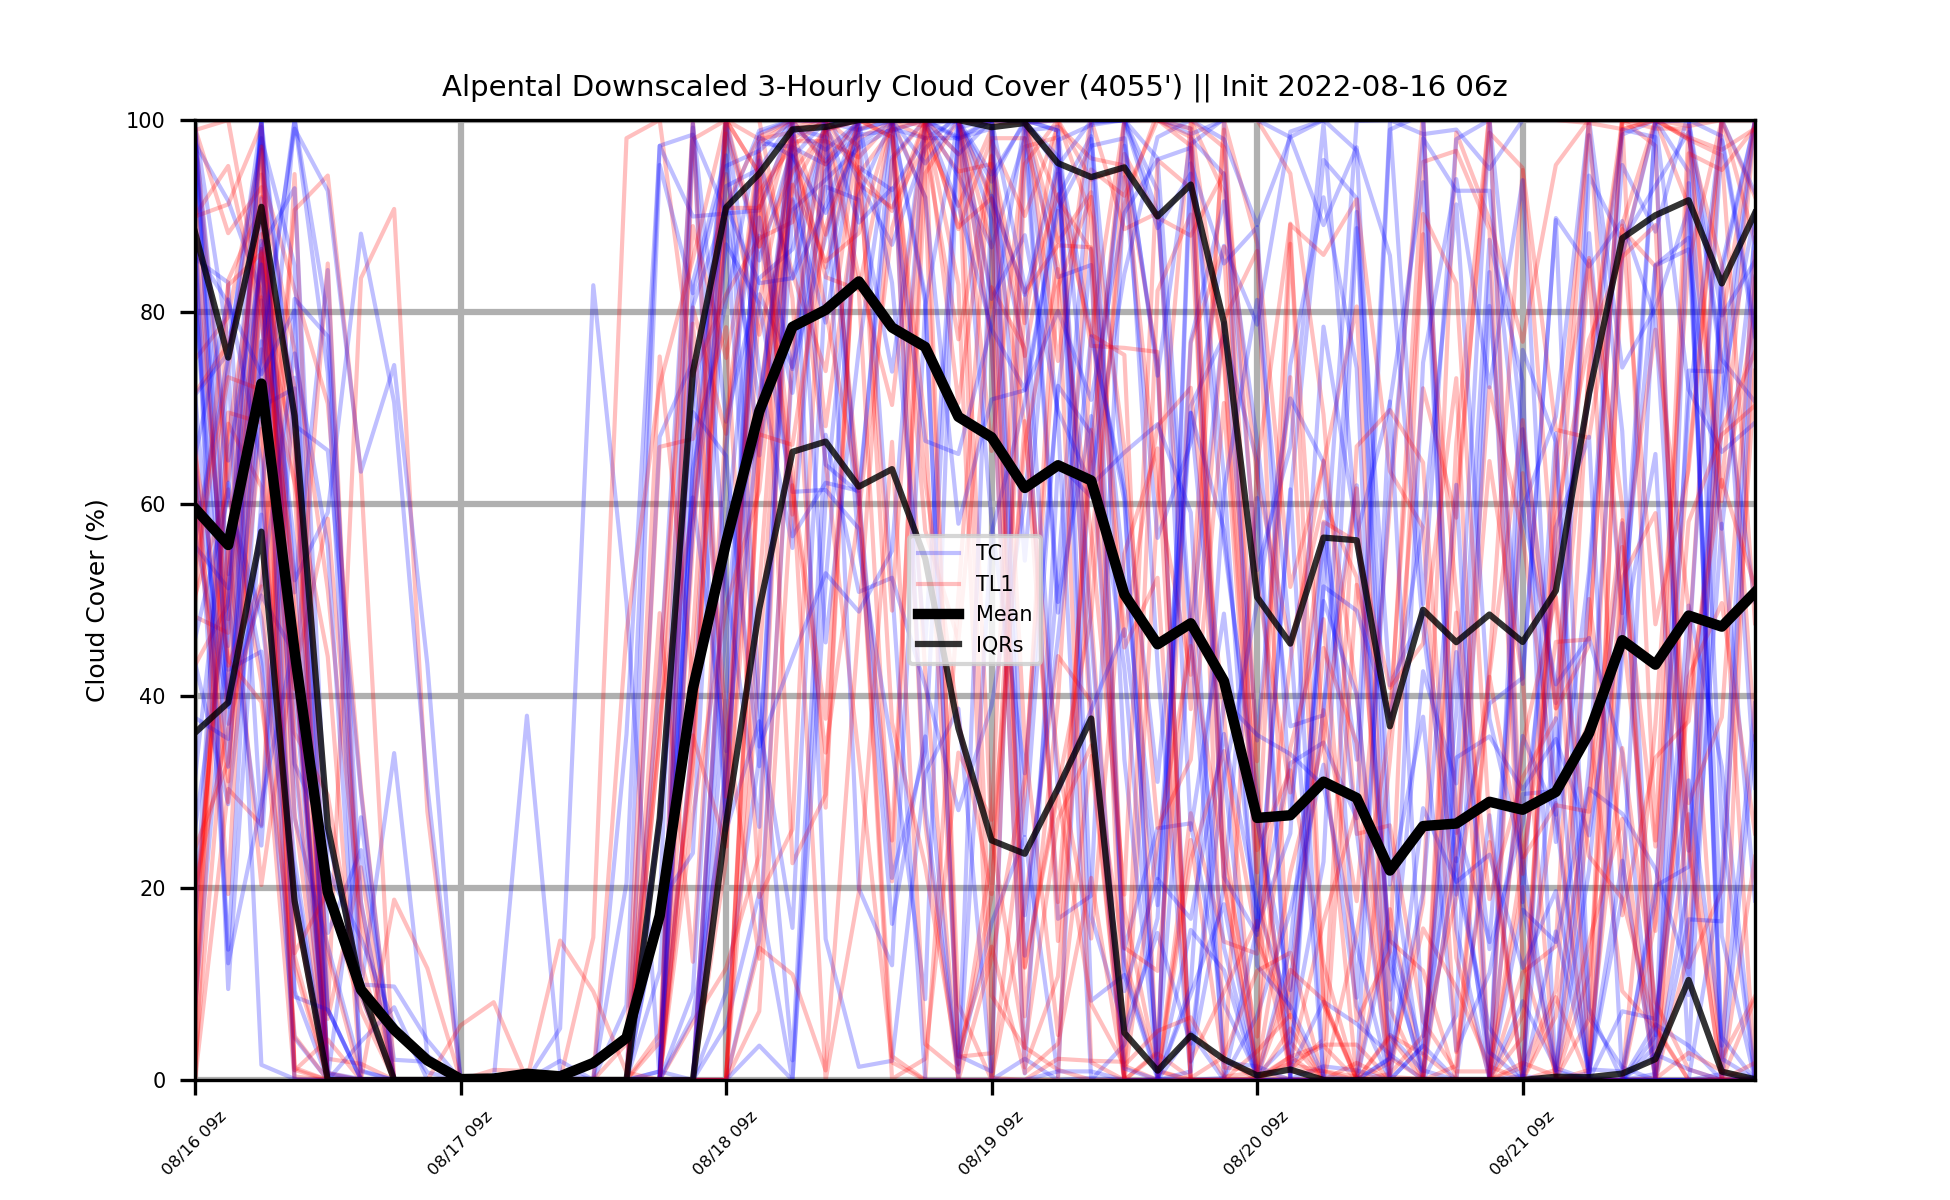 Alpental Downscaled 3-Hourly Cloud Cover (4055') || Init 2022-08-16 06z
Cloud Cover (%)
100
80
60
40
20
0
TC
TL1
Mean
IQRs
08/16 09z
08/17 09z
08/18 09z
08/19 09z
08/20 09z
08/21 09z